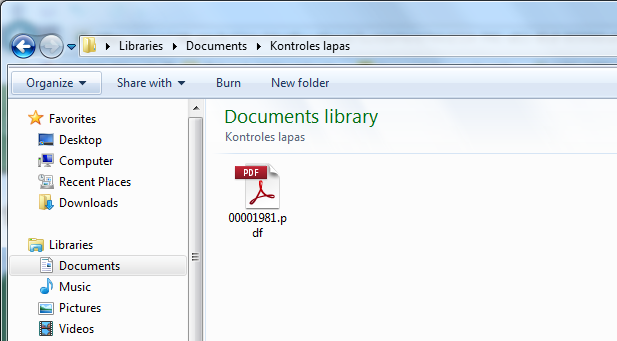 Libraries Documents Kontroles lapas
Organize Share with Burn New folder
Favorites
Desktop
Computer
Recent Places
Downloads
Libraries
Documents
Music
Pictures
Videos
Documents library
Kontroles lapas
PDF
00001981.p
df